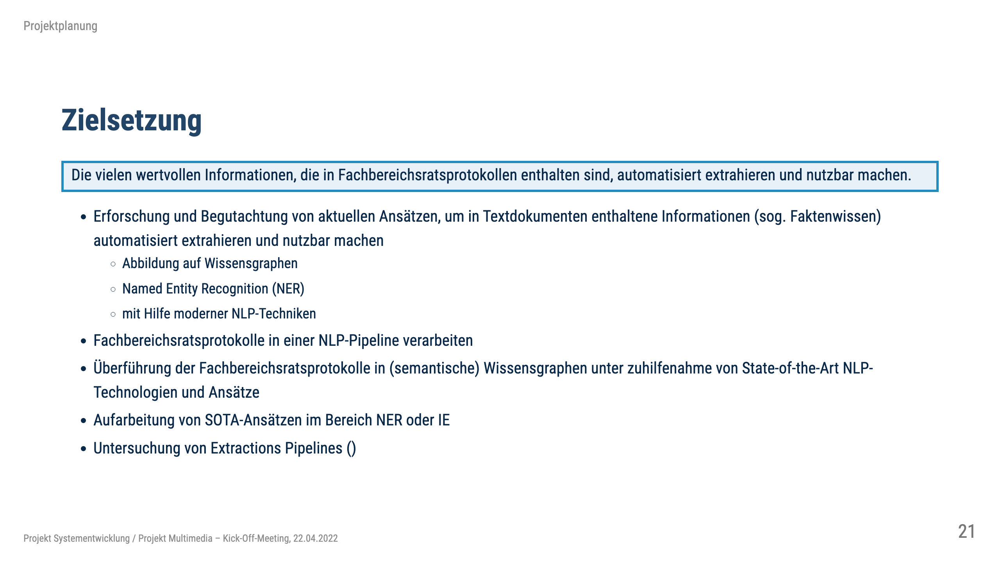 Projektplanung
Zielsetzung
Die vielen wertvollen Informationen, die in Fachbereichsratsprotokollen enthalten sind, automatisiert extrahieren und nutzbar machen.
• Erforschung und Begutachtung von aktuellen Ansätzen, um in Textdokumenten enthaltene Informationen (sog. Faktenwissen)
automatisiert extrahieren und nutzbar machen
◦ Abbildung auf Wissensgraphen
◦ Named Entity Recognition (NER)
◦ mit Hilfe moderner NLP-Techniken
• Fachbereichsratsprotokolle in einer NLP-Pipeline verarbeiten
• Überführung der Fachbereichsratsprotokolle in (semantische) Wissensgraphen unter zuhilfenahme von State-of-the-Art NLP-
Technologien und Ansätze
• Aufarbeitung von SOTA-Ansätzen im Bereich NER oder IE
• Untersuchung von Extractions Pipelines ()
Projekt Systementwicklung / Projekt Multimedia – Kick-Off-Meeting, 22.04.2022
21